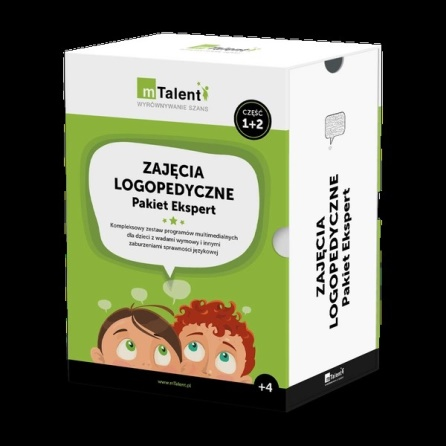 mTalent
WYRÓWNYWANIE SZANS
CZĘŚĆ
1+2
ZAJĘCIA
LOGOPEDYCZNE
Pakiet Ekspert
Kompleksowy zestaw programów multimedialnych
dla dzieci z wadami wymowy i innymi
zaburzeniami sprawności językowej
www.mTalent.pl
+4
ZAJĘCIA
LOGOPEDYCZNE
Pakiet Ekspert
mTalent